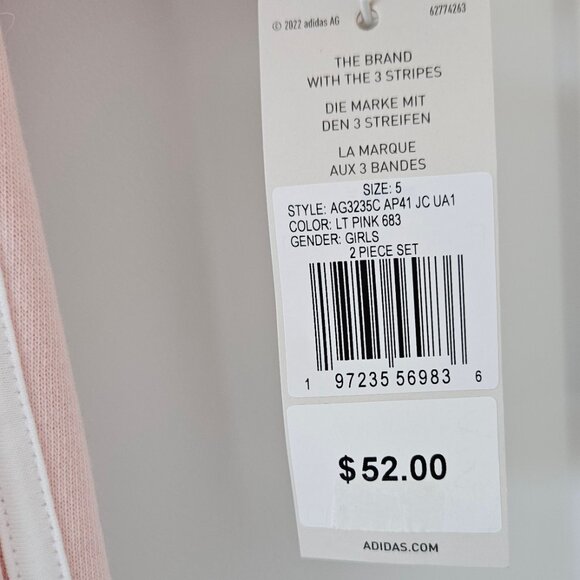 © 2022 adidas AG 62774263
THE BRAND
WITH THE 3 STRIPES
DIE MARKE MIT
DEN 3 STREIFEN
LA MARQUE
AUX 3 BANDES
SIZE: 5
STYLE: AG3235C AP41 JC UA1
COLOR: LT PINK 683
GENDER: GIRLS
2 PIECE SET
1 97235 56983 6
$52.00
ADIDAS.COM